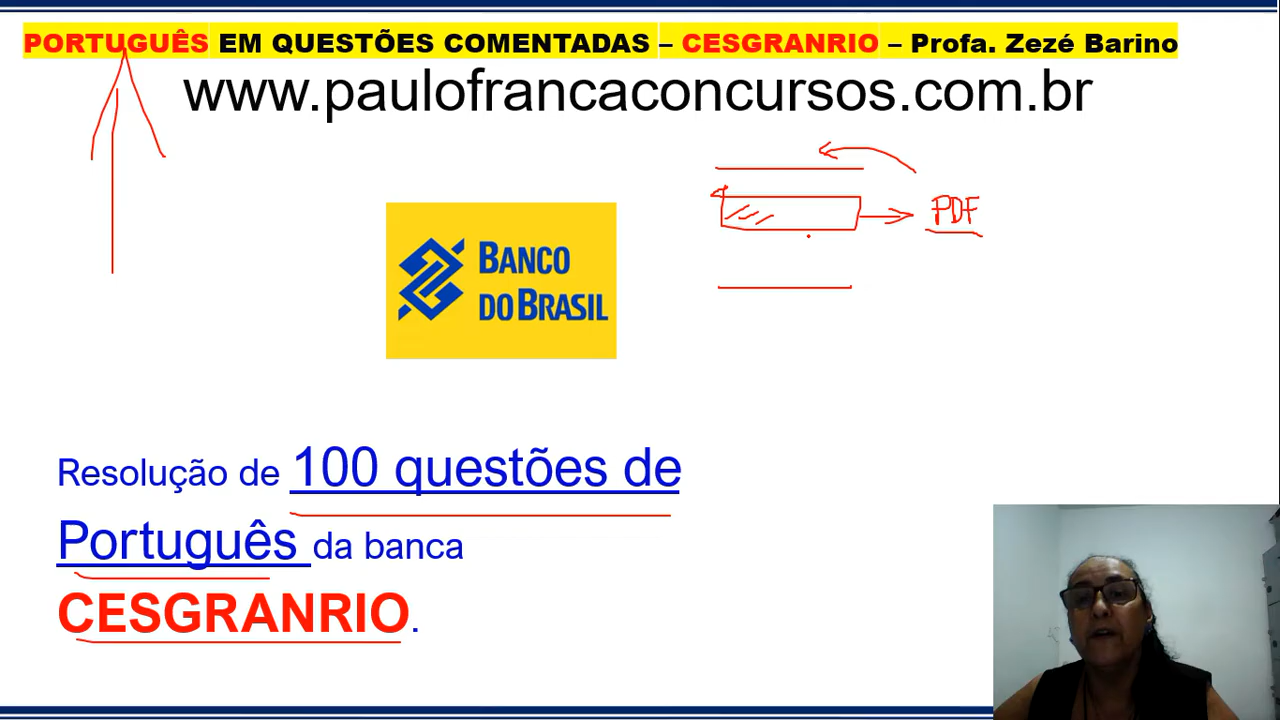 PORTUGUÊS EM QUESTÕES COMENTADAS – CESGRANRIO – Profa. Zezé Barino
www.paulofrancaconcursos.com.br
PDF
BANCO
DO BRASIL
Resolução de 100 questões de
Português da banca
CESGRANRIO.